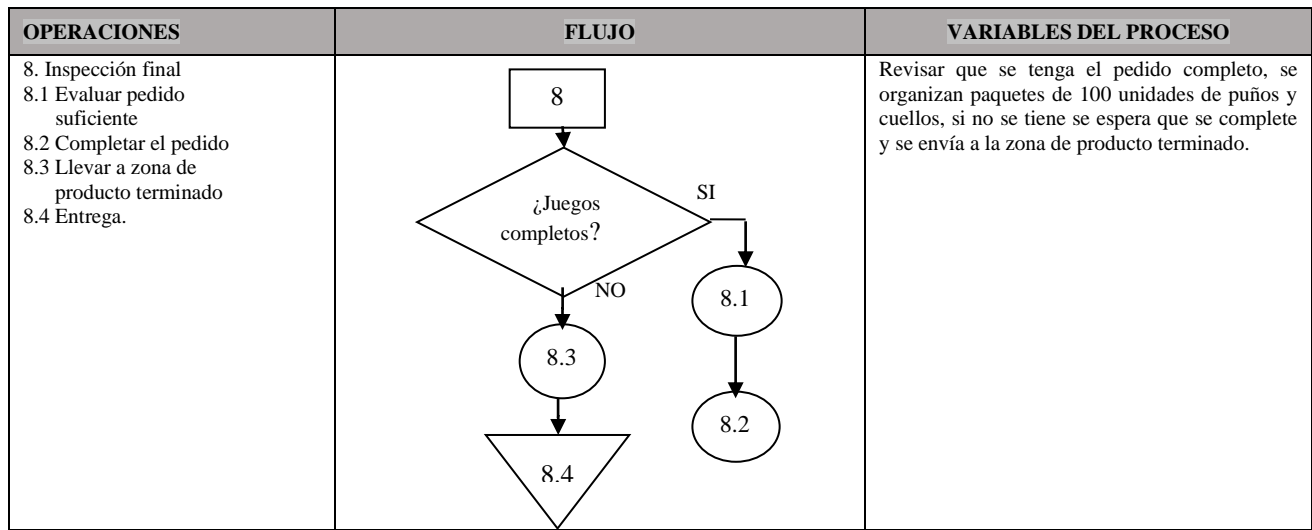 OPERACIONES
FLUJO
VARIABLES DEL PROCESO
8. Inspección final
8.1 Evaluar pedido
suficiente
8.2 Completar el pedido
8.3 Llevar a zona de
producto terminado
8.4 Entrega.
8
¿Juegos
completos?
SI
NO
8.1
8.3
8.2
8.4
Revisar que se tenga el pedido completo, se
organizan paquetes de 100 unidades de puños y
cuellos, si no se tiene se espera que se complete
y se envía a la zona de producto terminado.